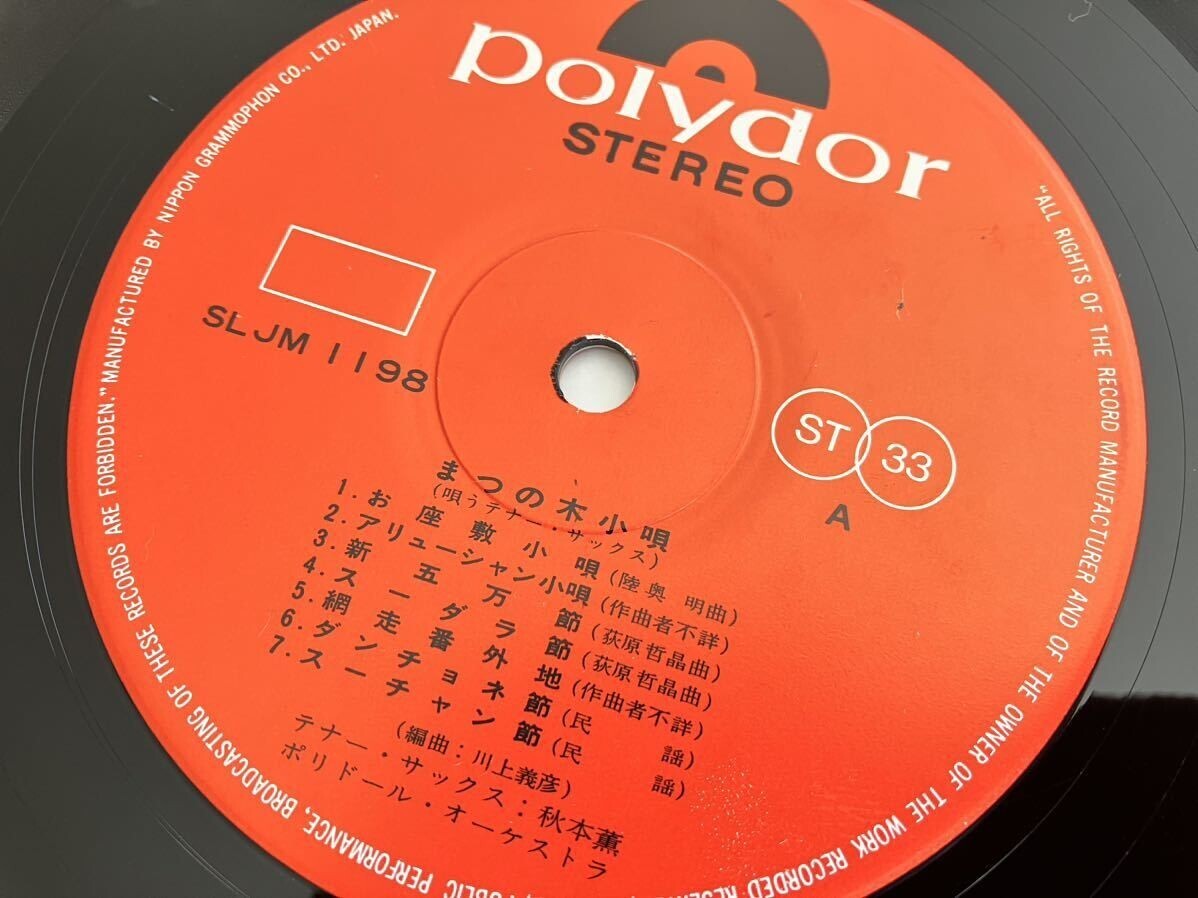 polydor
STEREO
SLJM 1198
ST 33
A
まつの木小唄
(唄うテナー・サックス)
1. お座敷小唄 (陸奥 明曲)
2. アリューシャン小唄 (作曲者不詳)
3. 新五万節 (荻原哲晶曲)
4. スーダラ節 (荻原哲晶曲)
5. 網走番外地 (作曲者不詳)
6. ダンチョネ節 (民謡)
7. スーチャン節 (民謡)
(編曲:川上義彦)
テナー・サックス:秋本薫
ポリドール・オーケストラ
"ALL RIGHTS OF THE RECORD MANUFACTURER AND OF THE OWNER OF THE WORK RECORDED
PUBLIC PERFORMANCE, BROADCASTING OF THESE RECORDS ARE FORBIDDEN." MANUFACTURED BY NIPPON GRAMMOPHON CO., LTD. JAPAN.